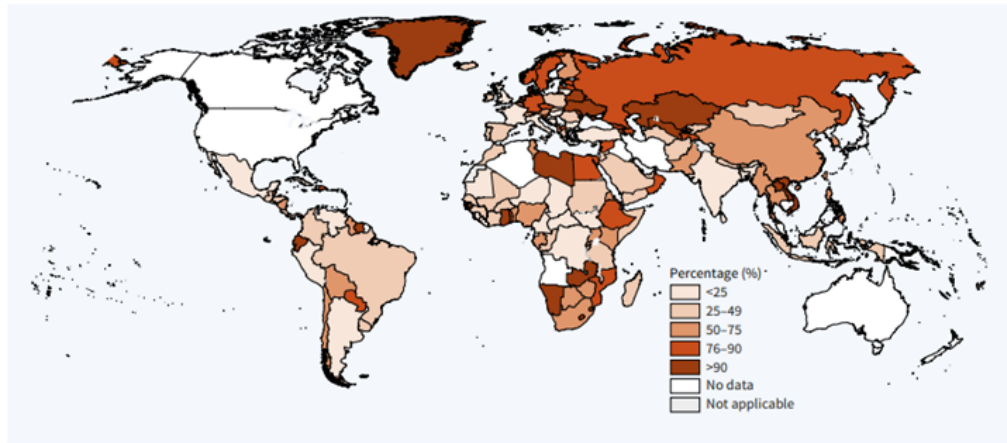 Percentage (%)
<25
25–49
50–75
76–90
>90
No data
Not applicable